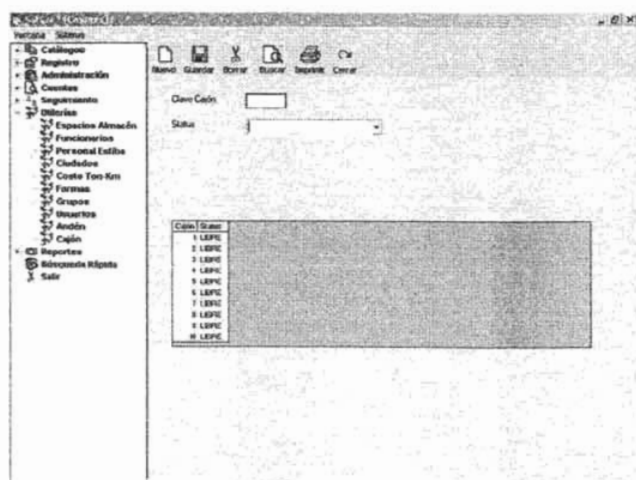 Ventana Sistema
Catálogos
Registro
Administración
Cuentas
Seguimiento
Utilerías
Espacios Almacén
Funcionarios
Personal Estiba
Ciudades
Costo Ton-Km
Formas
Grupos
Usuarios
Andén
Cajón
Reportes
Búsqueda Rápida
Salir
Nuevo Guardar Borrar Buscar Imprimir Cerrar
Clave Cajón
Status
Cajón Status
1 LIBRE
2 LIBRE
3 LIBRE
4 LIBRE
5 LIBRE
6 LIBRE
7 LIBRE
8 LIBRE
9 LIBRE
10 LIBRE